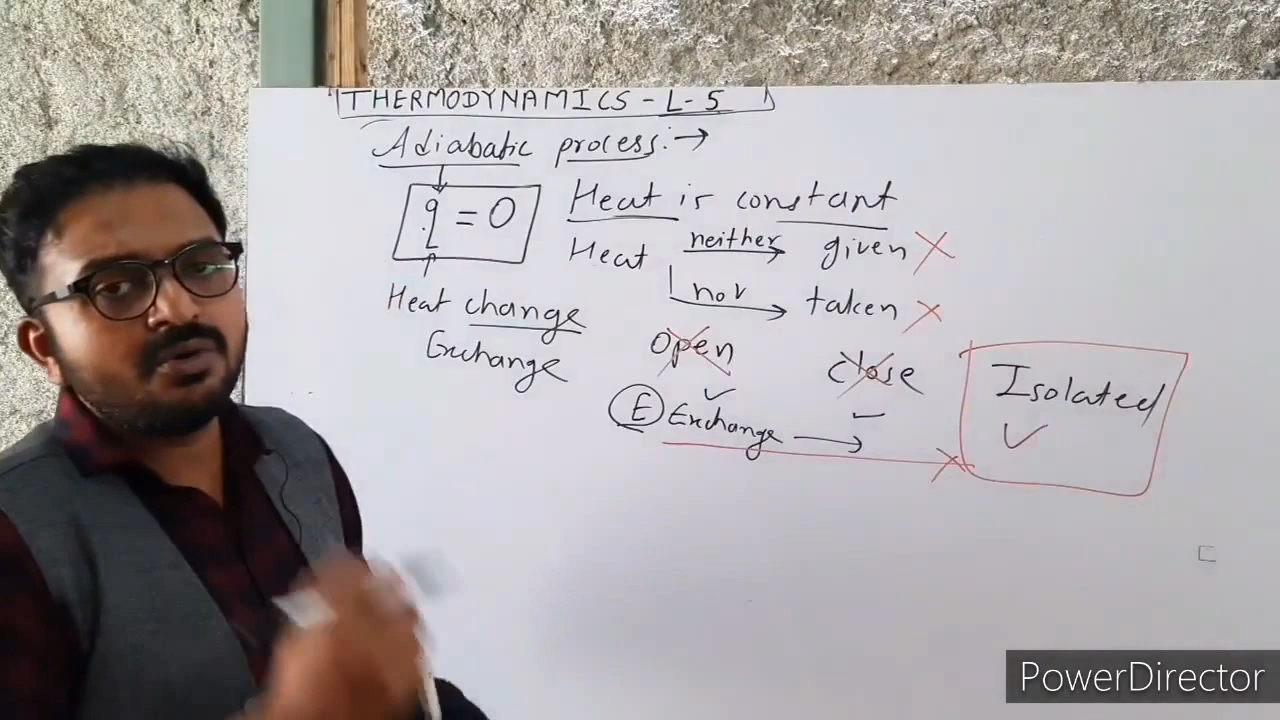 THERMODYNAMICS - L-5
Adiabatic process:→
q = 0
Heat is constant
Heat neither given ✗
nor taken ✗
Heat change
Exchange
Open close Isolated
✓ – ✓
E Exchange → ✗
PowerDirector